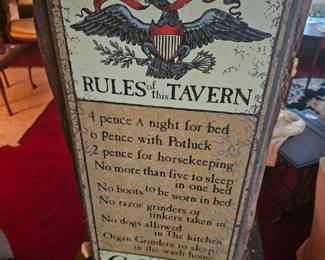 RULES of this TAVERN
4 pence A night for bed
6 Pence with Potluck
2 pence for horsekeeping
No more than five to sleep
in one bed
No boots to be worn in bed
No razor grinders or
tinkers taken in
No dogs allowed
in The kitchen
Organ Grinders to sleep
in the wash house